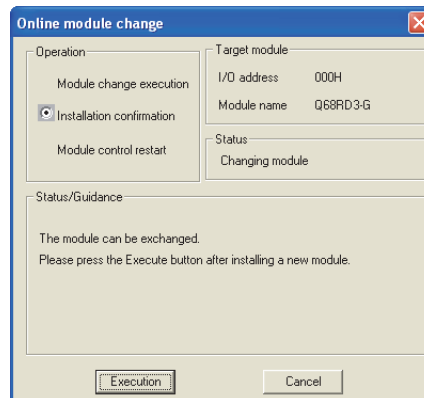 Online module change
Operation
Module change execution
Installation confirmation
Module control restart
Target module
I/O address 000H
Module name Q68RD3-G
Status
Changing module
Status/Guidance
The module can be exchanged.
Please press the Execute button after installing a new module.
Execution
Cancel